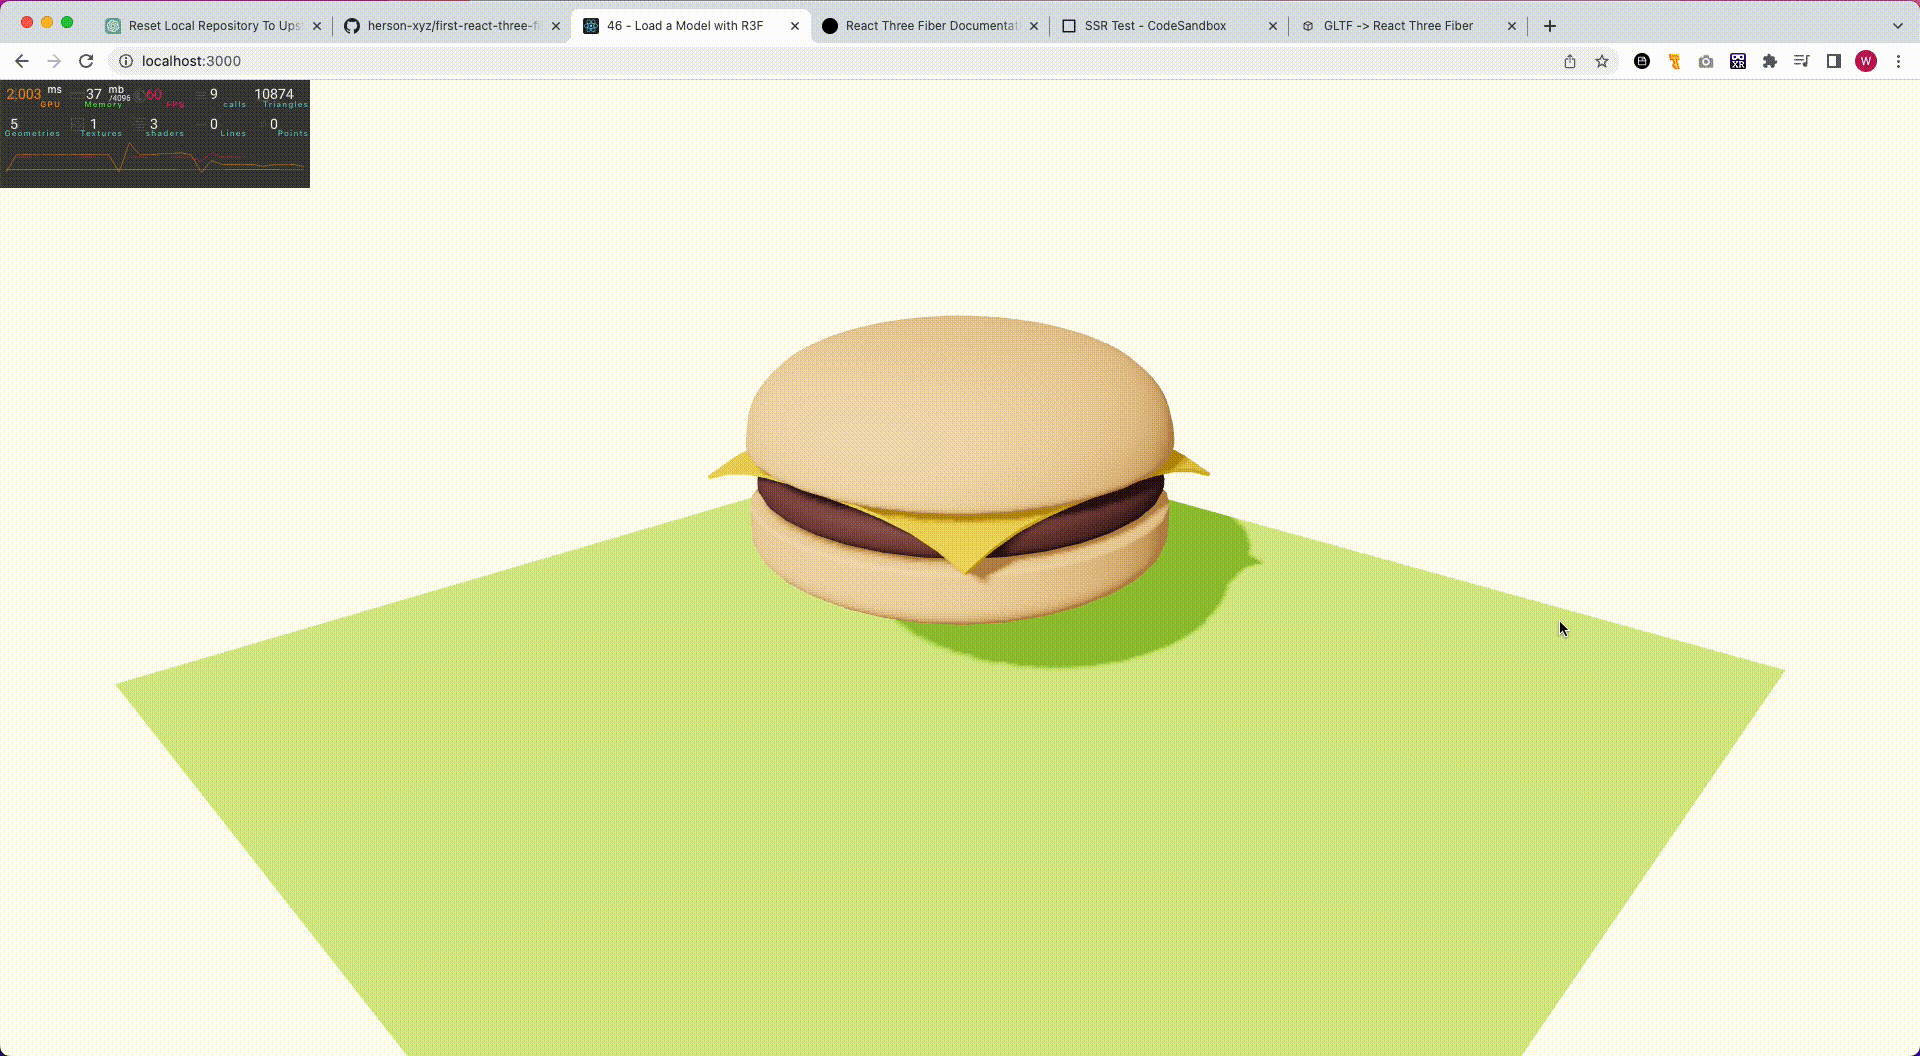 Reset Local Repository To Ups
herson-xyz/first-react-three-fi
46 - Load a Model with R3F
React Three Fiber Documentat
SSR Test - CodeSandbox
GLTF -> React Three Fiber
localhost:3000
W
2.003 ms GPU
37 mb /4096 Memory
60 FPS
9 calls
10874 Triangles
5 Geometries
1 Textures
3 shaders
0 Lines
0 Points